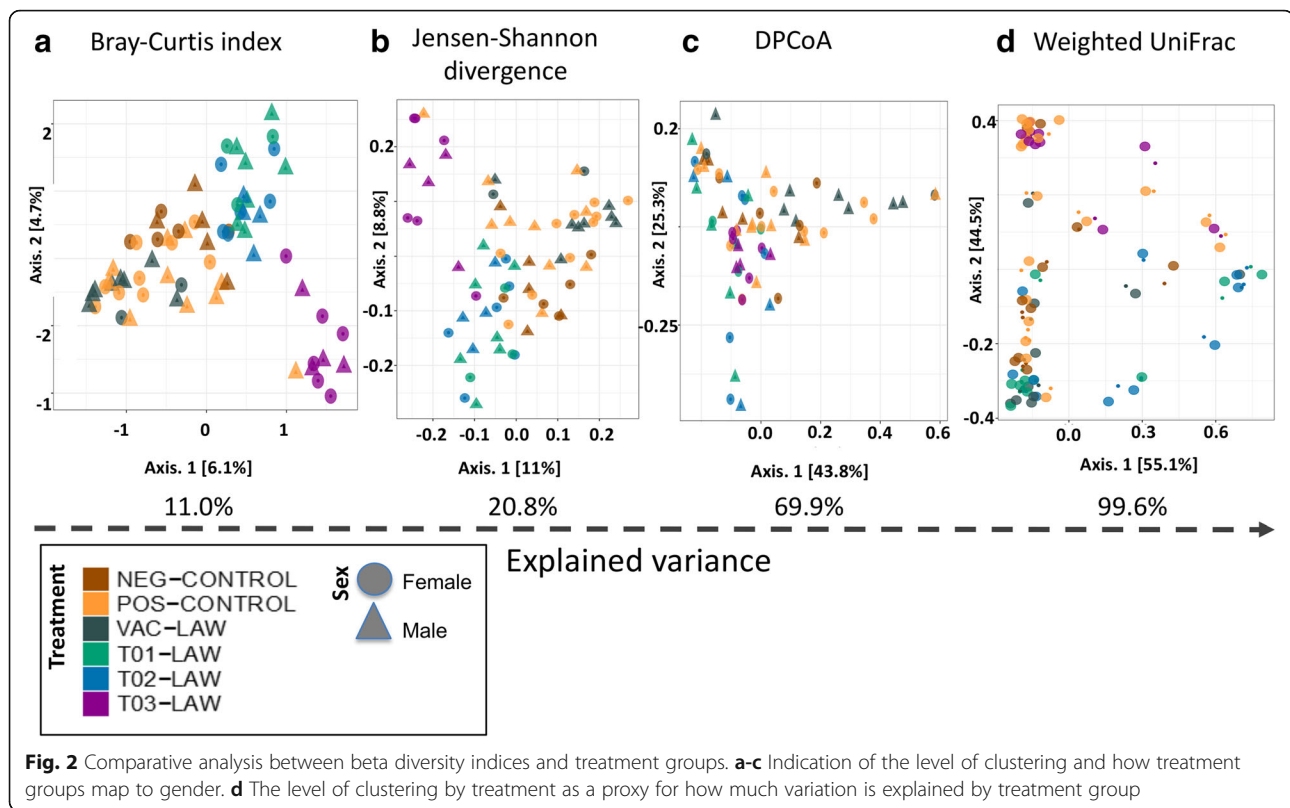 a Bray-Curtis index
b Jensen-Shannon
divergence
c DPCoA
d Weighted UniFrac
Axis. 2 [4.7%]
2
-2
-1
-1 0 1
Axis. 1 [6.1%]
Axis. 2 [8.8%]
0.2
-0.1
-0.2
-0.2 -0.1 0.0 0.1 0.2
Axis. 1 [11%]
Axis. 2 [25.3%]
0.2
-0.25
0.0 0.2 0.4 0.6
Axis. 1 [43.8%]
Axis. 2 [44.5%]
0.4
-0.2
-0.4
0.0 0.3 0.6
Axis. 1 [55.1%]
11.0% 20.8% 69.9% 99.6%
Explained variance
Treatment
NEG-CONTROL
POS-CONTROL
VAC-LAW
T01-LAW
T02-LAW
T03-LAW
Sex
Female
Male
Fig. 2 Comparative analysis between beta diversity indices and treatment groups. a-c Indication of the level of clustering and how treatment
groups map to gender. d The level of clustering by treatment as a proxy for how much variation is explained by treatment group